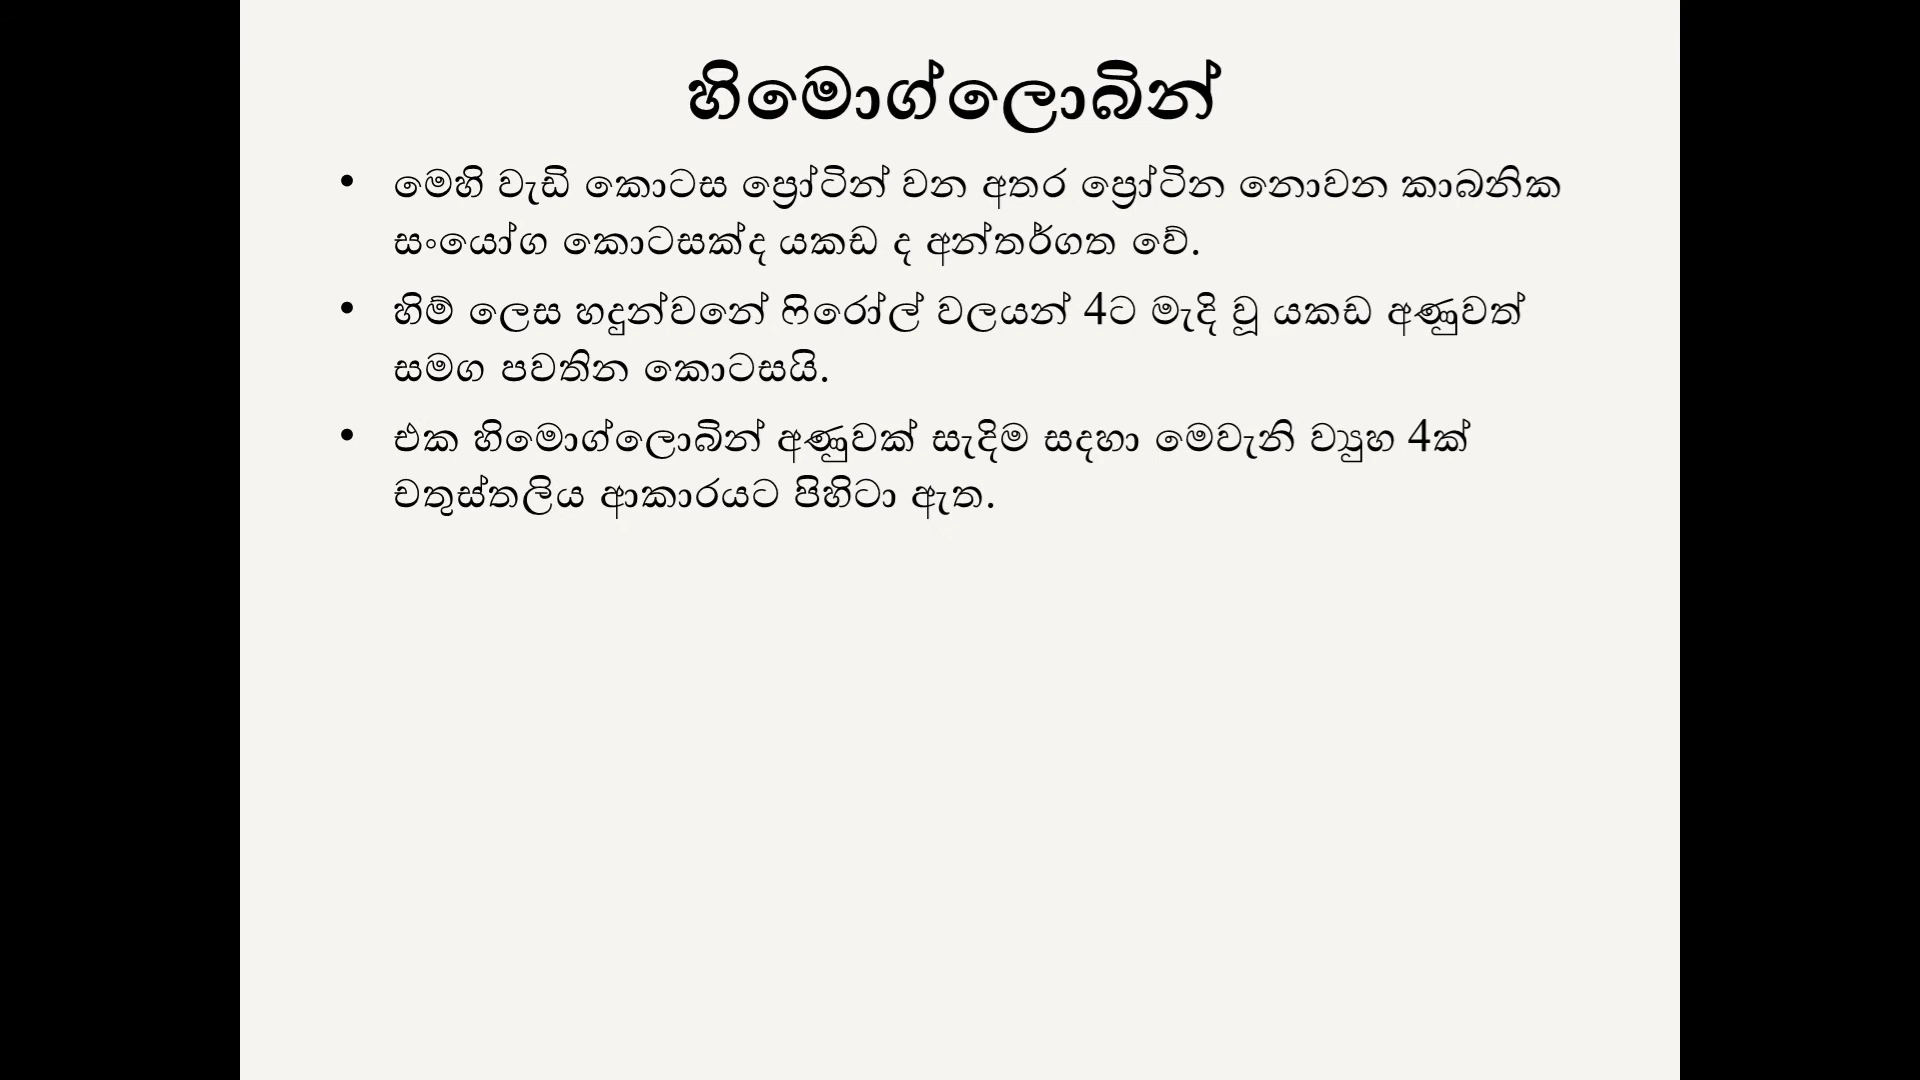 හිමොග්ලොබින්
• මෙහි වැඩි කොටස ප්‍රෝටින් වන අතර ප්‍රෝටින නොවන කාබනික
සංයෝග කොටසක්ද යකඩ ද අන්තර්ගත වේ.
• හිම් ලෙස හදුන්වනේ ෆිරෝල් වලයන් 4ට මැදි වූ යකඩ අණුවත්
සමග පවතින කොටසයි.
• එක හිමොග්ලොබින් අණුවක් සැදිම සදහා මෙවැනි ව්‍යුහ 4ක්
චතුස්තලිය ආකාරයට පිහිටා ඇත.